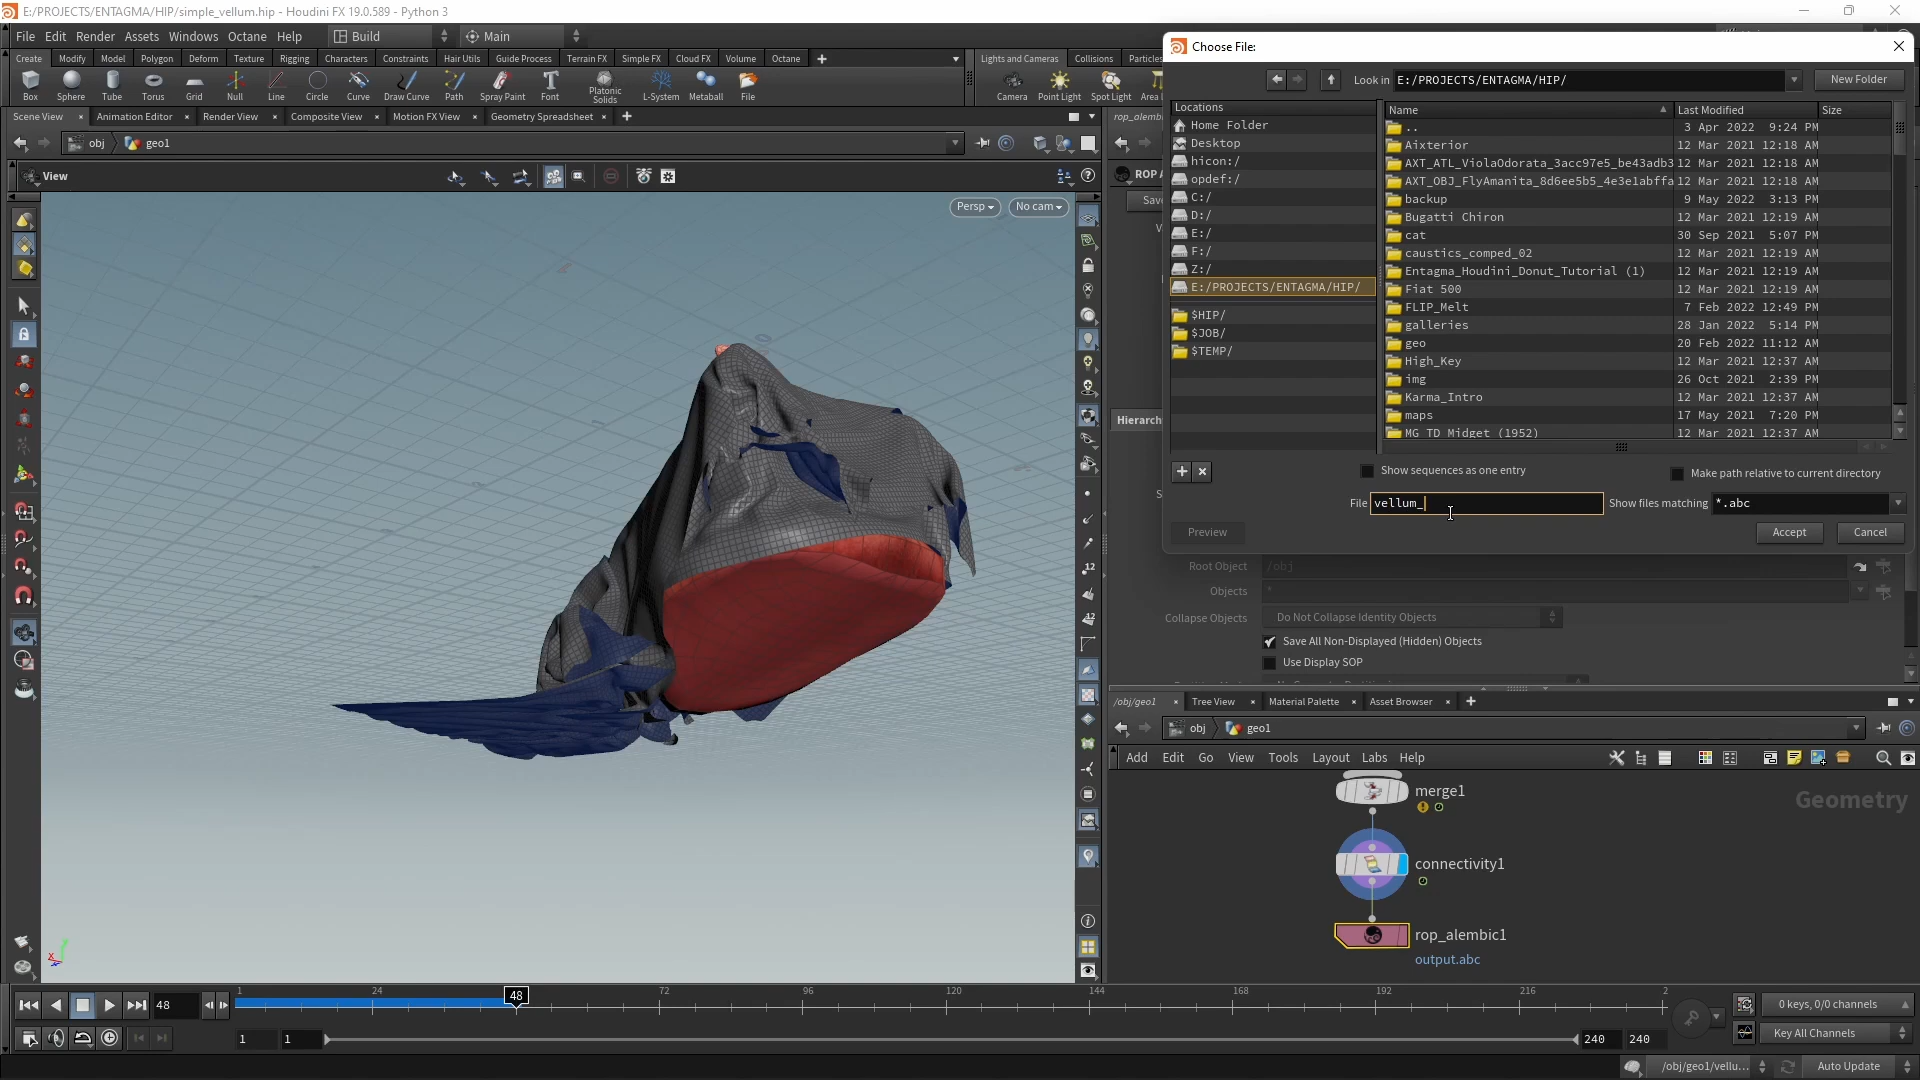 E:/PROJECTS/ENTAGMA/HIP/simple_vellum.hip - Houdini FX 19.0.589 - Python 3
File Edit Render Assets Windows Octane Help Build Main
Create Modify Model Polygon Deform Texture Rigging Characters Constraints Hair Utils Guide Process Terrain FX Simple FX Cloud FX Volume Octane
Lights and Cameras Collisions Particles
Box Sphere Tube Torus Grid Null Line Circle Curve Draw Curve Path Spray Paint Font Platonic Solids L-System Metaball File
Camera Point Light Spot Light Area
Scene View Animation Editor Render View Composite View Motion FX View Geometry Spreadsheet
obj geo1
View
Persp No cam
Choose File:
Look in E:/PROJECTS/ENTAGMA/HIP/ New Folder
Locations
Home Folder
Desktop
hicon:/
opdef:/
C:/
D:/
E:/
F:/
Z:/
E:/PROJECTS/ENTAGMA/HIP/
$HIP/
$JOB/
$TEMP/
Name Last Modified Size
.. 3 Apr 2022 9:24 PM
Aixterior 12 Mar 2021 12:18 AM
AXT_ATL_ViolaOdorata_3acc97e5_be43adb3 12 Mar 2021 12:18 AM
AXT_OBJ_FlyAmanita_8d6ee5b5_4e3e1abffa 12 Mar 2021 12:18 AM
backup 9 May 2022 3:13 PM
Bugatti Chiron 12 Mar 2021 12:19 AM
cat 30 Sep 2021 5:07 PM
caustics_comped_02 12 Mar 2021 12:19 AM
Entagma_Houdini_Donut_Tutorial (1) 12 Mar 2021 12:19 AM
Fiat 500 12 Mar 2021 12:19 AM
FLIP_Melt 7 Feb 2022 12:49 PM
galleries 28 Jan 2022 5:14 PM
geo 20 Feb 2022 11:12 AM
High_Key 12 Mar 2021 12:37 AM
img 26 Oct 2021 2:39 PM
Karma_Intro 12 Mar 2021 12:37 AM
maps 17 May 2021 7:20 PM
MG TD Midget (1952) 12 Mar 2021 12:37 AM
Show sequences as one entry Make path relative to current directory
File vellum_ Show files matching *.abc
Preview Accept Cancel
rop_alembi
ROP A
Sav
Hierarch
Root Object /obj
Objects *
Collapse Objects Do Not Collapse Identity Objects
Save All Non-Displayed (Hidden) Objects
Use Display SOP
/obj/geo1 Tree View Material Palette Asset Browser
obj geo1
Add Edit Go View Tools Layout Labs Help
Geometry
merge1
connectivity1
rop_alembic1
output.abc
48
1 24 48 72 96 120 144 168 192 216 2
0 keys, 0/0 channels
1 1 240 240
Key All Channels
/obj/geo1/vellu... Auto Update